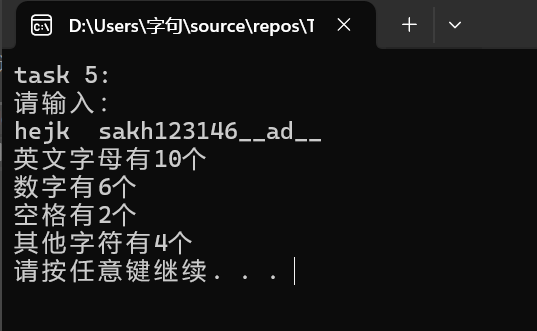 D:\Users\字句\source\repos\T
task 5:
请输入:
hejk  sakh123146__ad__
英文字母有10个
数字有6个
空格有2个
其他字符有4个
请按任意键继续. . .